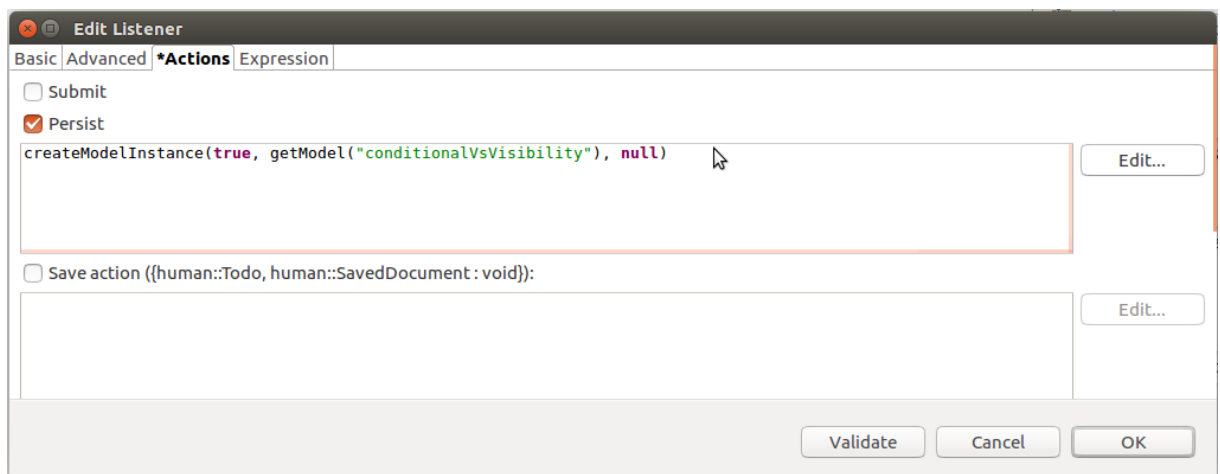 Edit Listener
Basic Advanced *Actions Expression
Submit
Persist
createModelInstance(true, getModel("conditionalVsVisibility"), null)
Edit...
Save action ({human::Todo, human::SavedDocument : void}):
Edit...
Validate Cancel OK